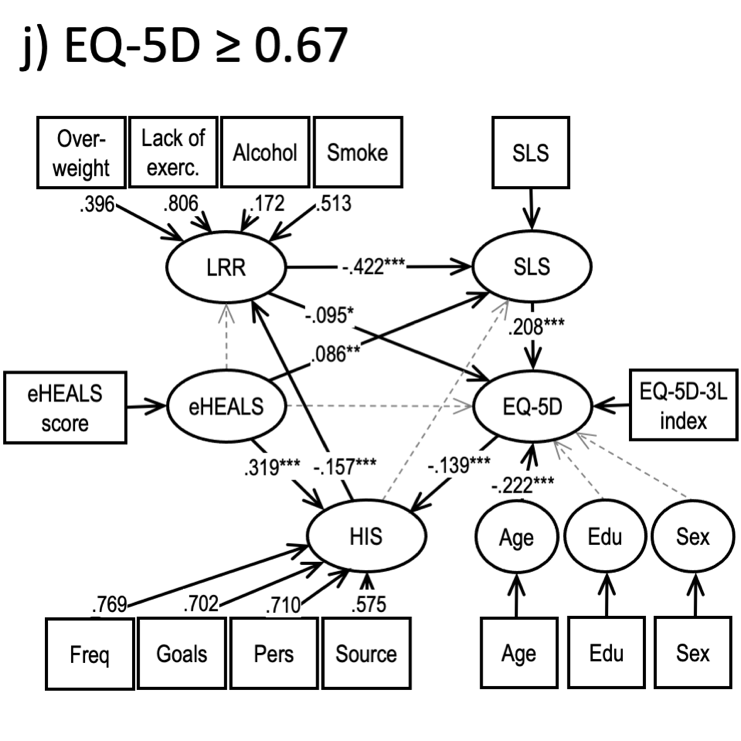 j) EQ-5D ≥ 0.67
Over-
weight
Lack of
exerc.
Alcohol
Smoke
SLS
.396
.806
.172
.513
LRR
-.422***
SLS
-.095*
.086**
.208***
eHEALS
score
eHEALS
EQ-5D
EQ-5D-3L
index
.319***
-.157***
-.139***
-.222***
HIS
Age
Edu
Sex
.769
.702
.710
.575
Freq
Goals
Pers
Source
Age
Edu
Sex